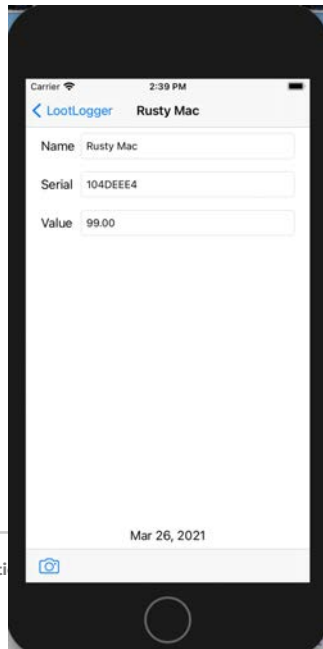 Carrier 2:39 PM
LootLogger Rusty Mac
Name Rusty Mac
Serial 104DEEE4
Value 99.00
Mar 26, 2021